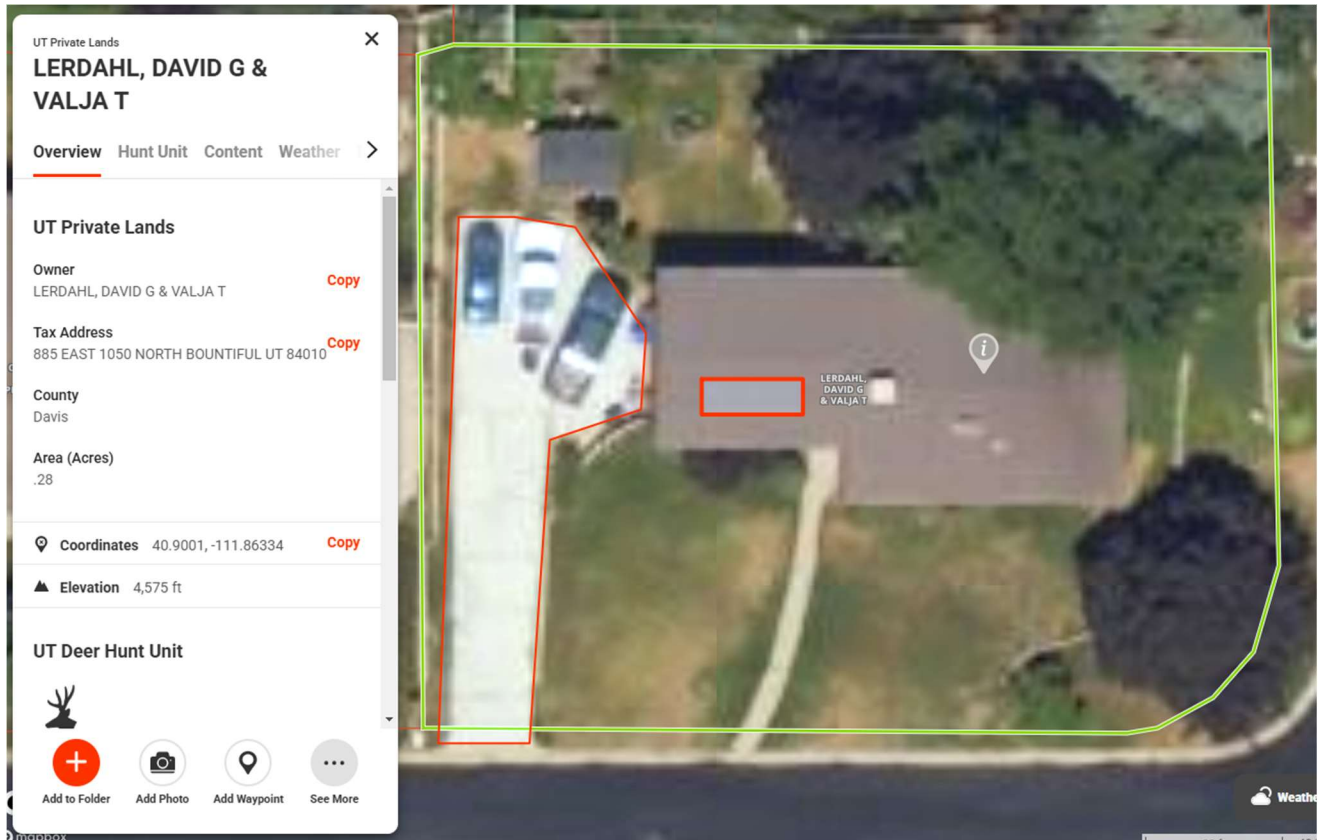 UT Private Lands
LERDAHL, DAVID G &
VALJA T
Overview Hunt Unit Content Weather
UT Private Lands
Owner
LERDAHL, DAVID G & VALJA T
Copy
Tax Address
885 EAST 1050 NORTH BOUNTIFUL UT 84010
Copy
County
Davis
Area (Acres)
.28
Coordinates 40.9001, -111.86334 Copy
Elevation 4,575 ft
UT Deer Hunt Unit
Add to Folder Add Photo Add Waypoint See More
LERDAHL,
DAVID G
& VALJA T
i
Weathe
mapbox